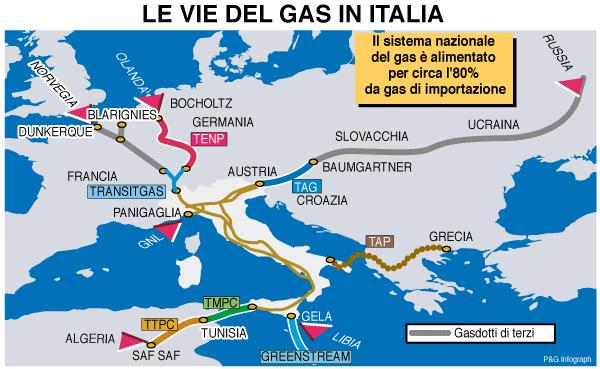 LE VIE DEL GAS IN ITALIA
Il sistema nazionale
del gas è alimentato
per circa l'80%
da gas di importazione
RUSSIA
NORVEGIA
OLANDA
BOCHOLTZ
BLARIGNIES
GERMANIA
DUNKERQUE
TENP
UCRAINA
SLOVACCHIA
FRANCIA
AUSTRIA
BAUMGARTNER
TRANSITGAS
TAG
CROAZIA
PANIGAGLIA
GNL
TAP
GRECIA
TMPC
TTPC
GELA
TUNISIA
LIBIA
ALGERIA
SAF SAF
GREENSTREAM
Gasdotti di terzi
P&G Infograph